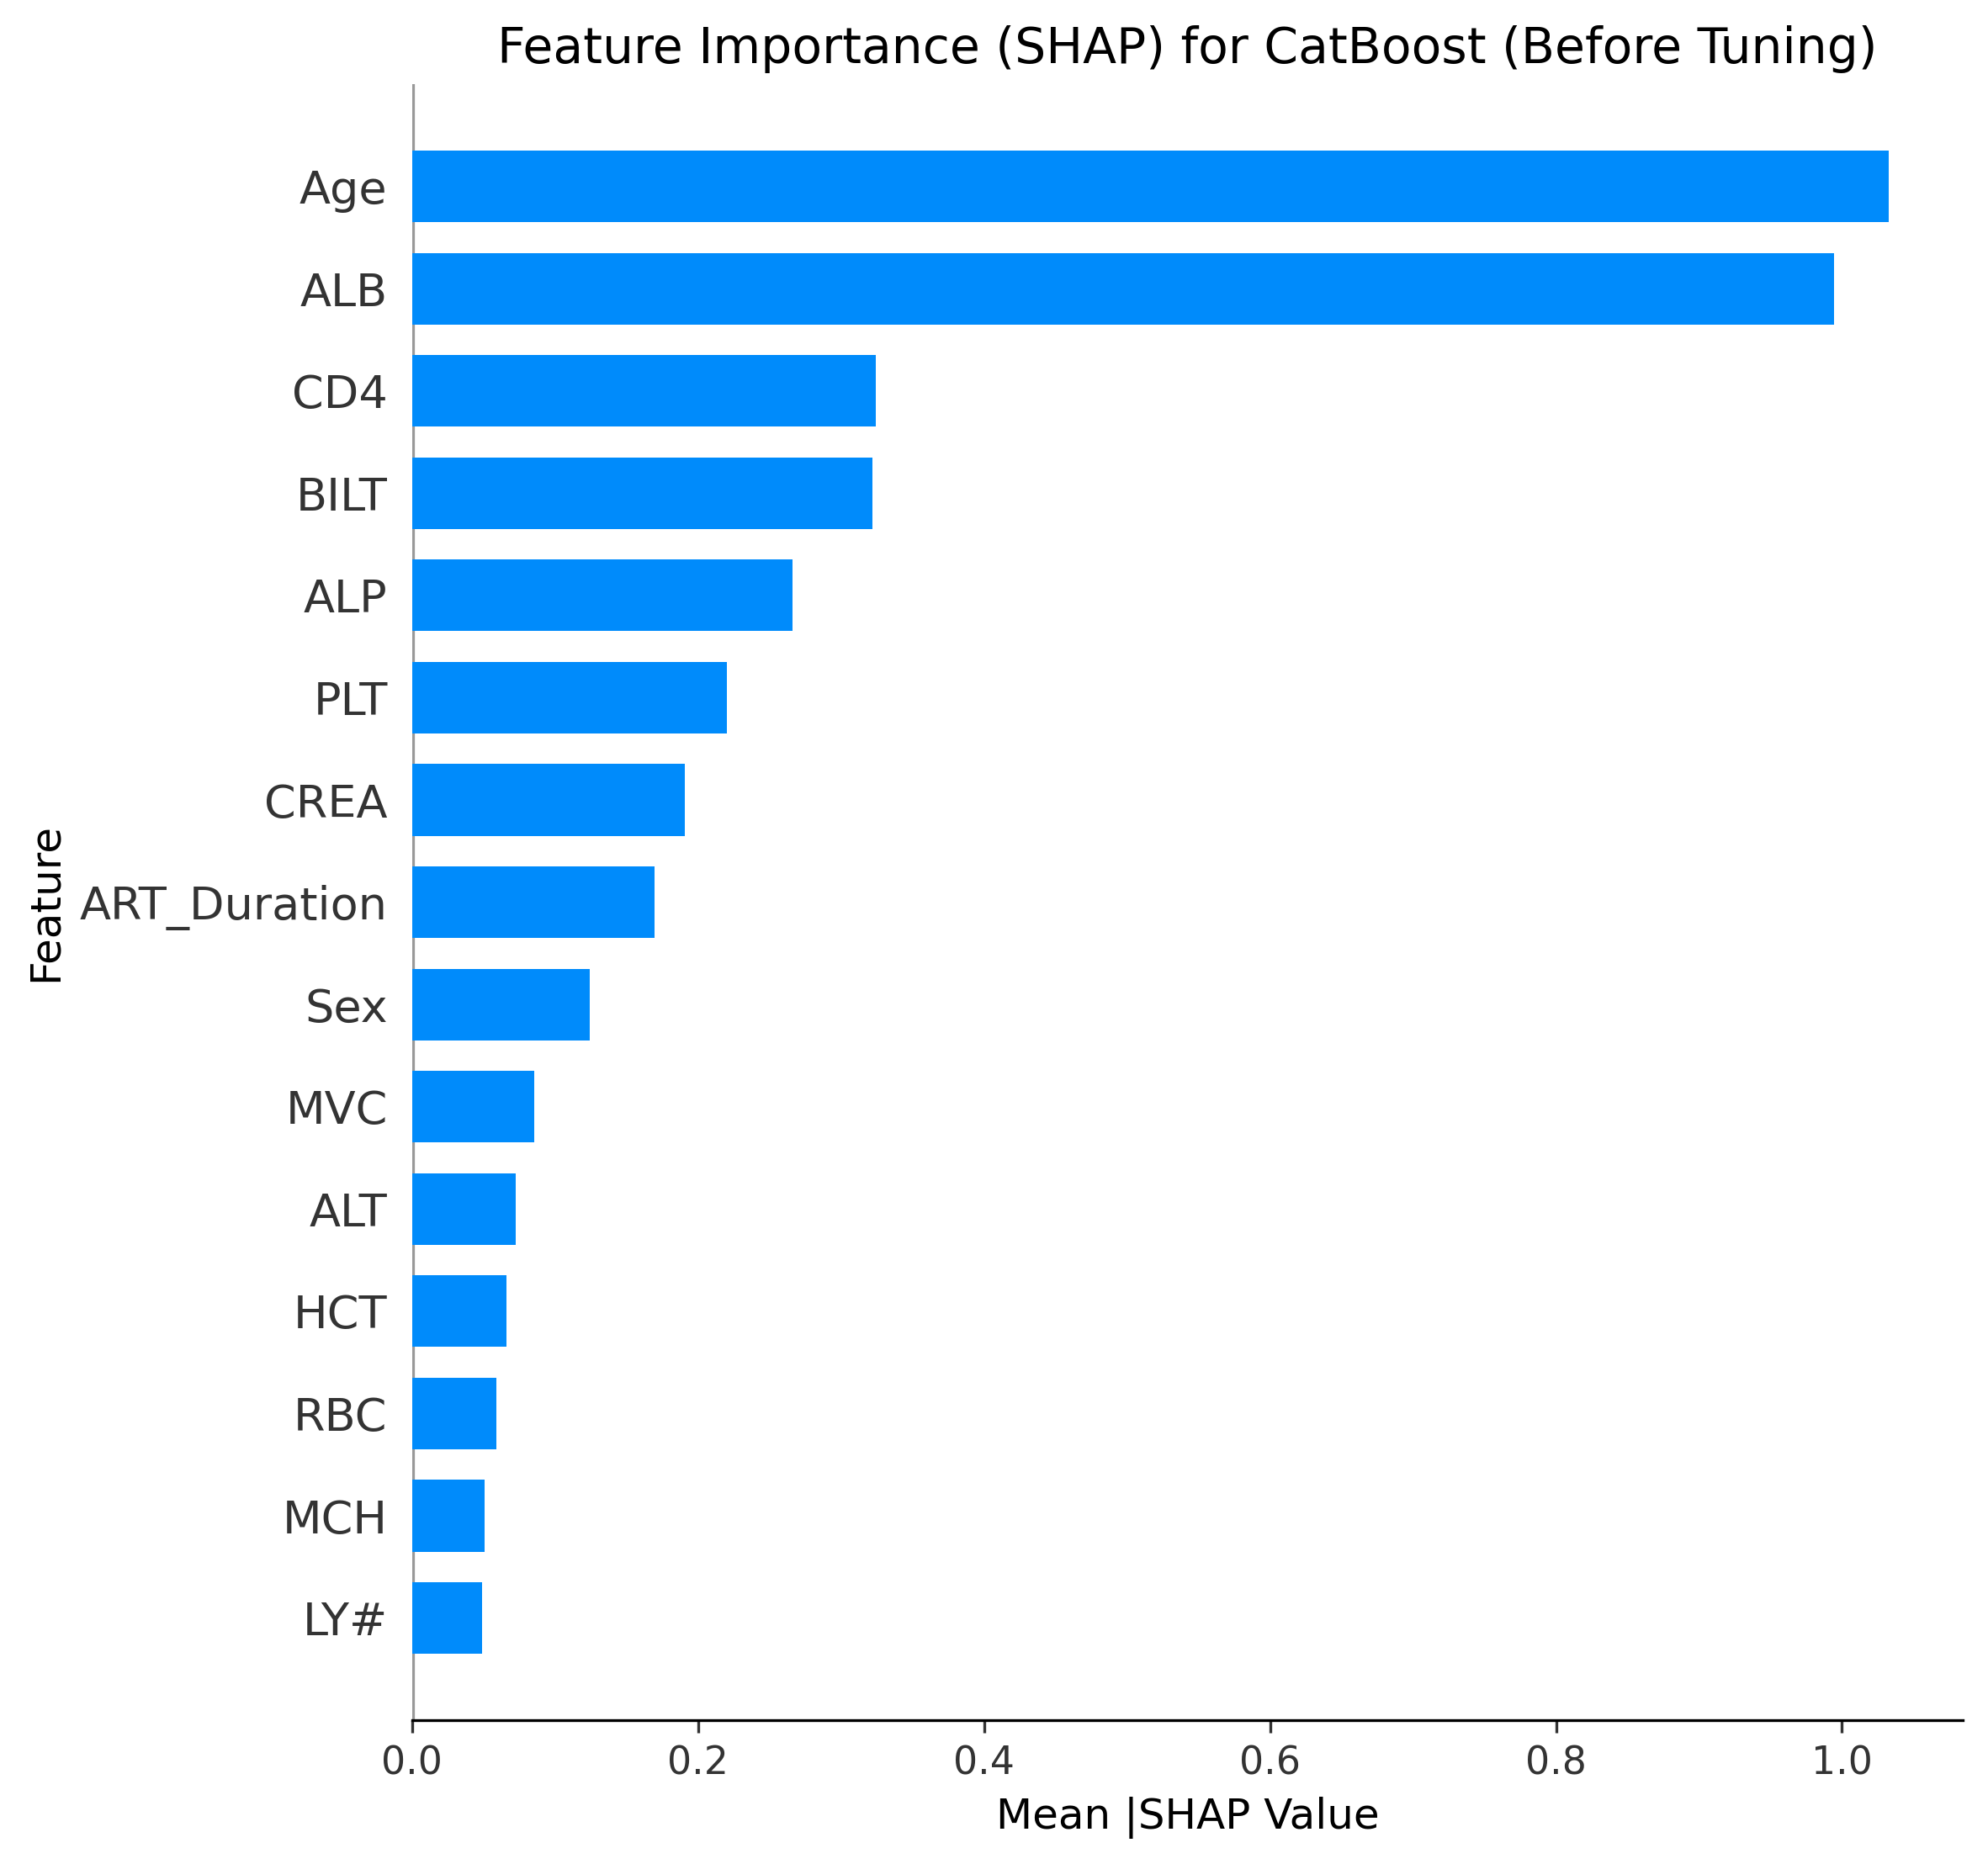 Feature Importance (SHAP) for CatBoost (Before Tuning)
Age
ALB
CD4
BILT
ALP
PLT
CREA
ART_Duration
Sex
MVC
ALT
HCT
RBC
MCH
LY#
Feature
0.0 0.2 0.4 0.6 0.8 1.0
Mean |SHAP Value